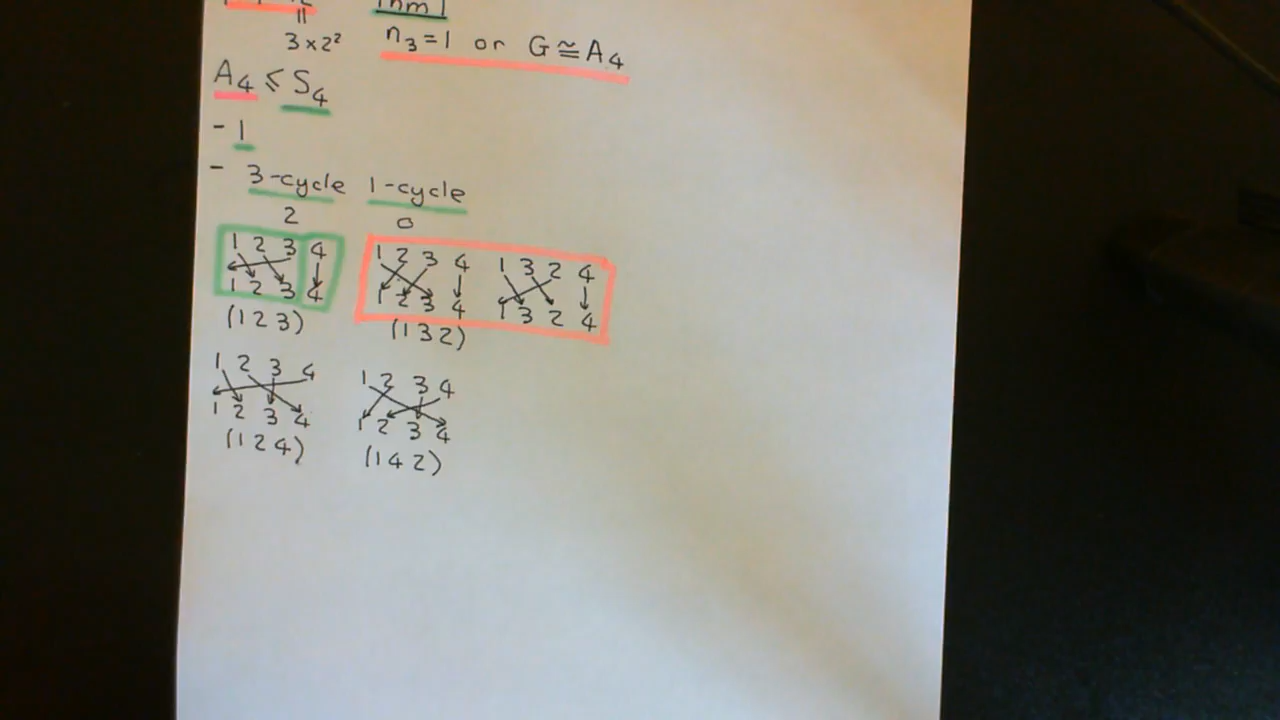 Thm 1
3×2² n₃=1 or G≅A₄
A₄ ≤ S₄
- 1
- 3-cycle 1-cycle
2 0
1 2 3 4 1 2 3 4 1 3 2 4
1 2 3 4 1 2 3 4 1 3 2 4
(1 2 3) (1 3 2)
1 2 3 4 1 2 3 4
1 2 3 4 1 2 3 4
(1 2 4) (1 4 2)